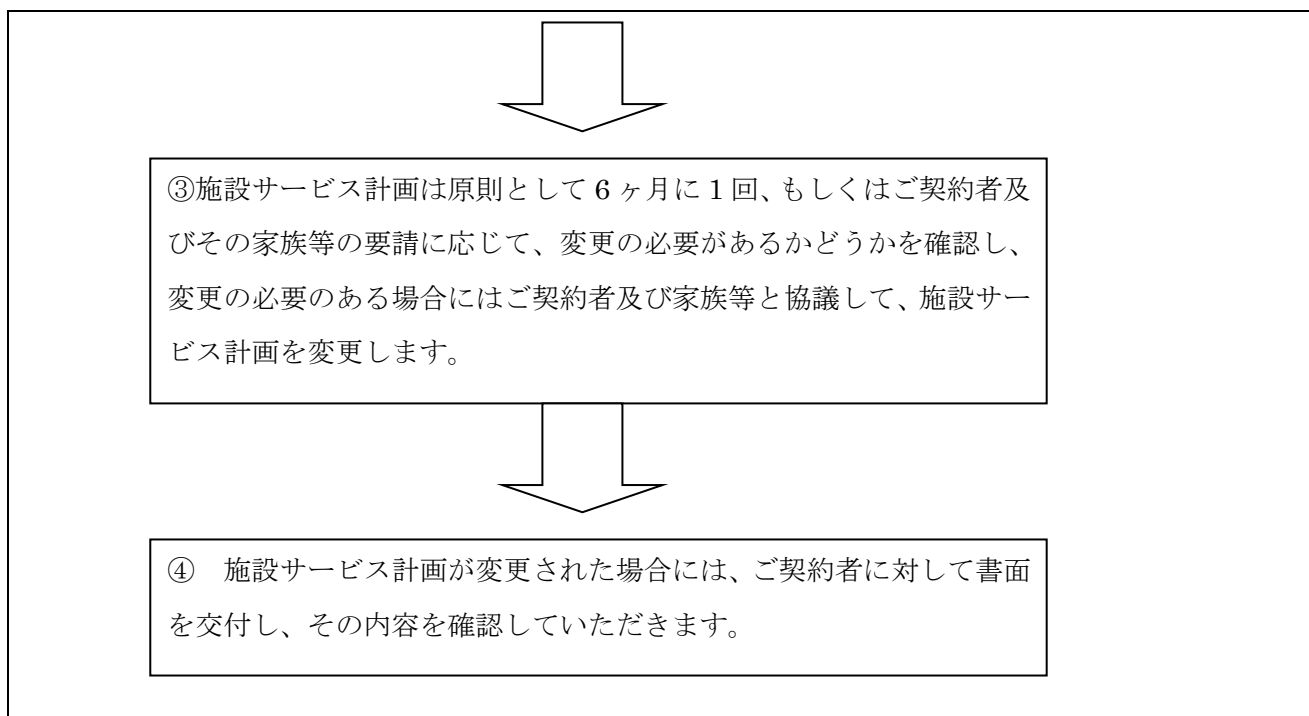 ③施設サービス計画は原則として 6 ヶ月に 1 回、もしくはご契約者及
びその家族等の要請に応じて、変更の必要があるかどうかを確認し、
変更の必要のある場合にはご契約者及び家族等と協議して、施設サー
ビス計画を変更します。
④　施設サービス計画が変更された場合には、ご契約者に対して書面
を交付し、その内容を確認していただきます。